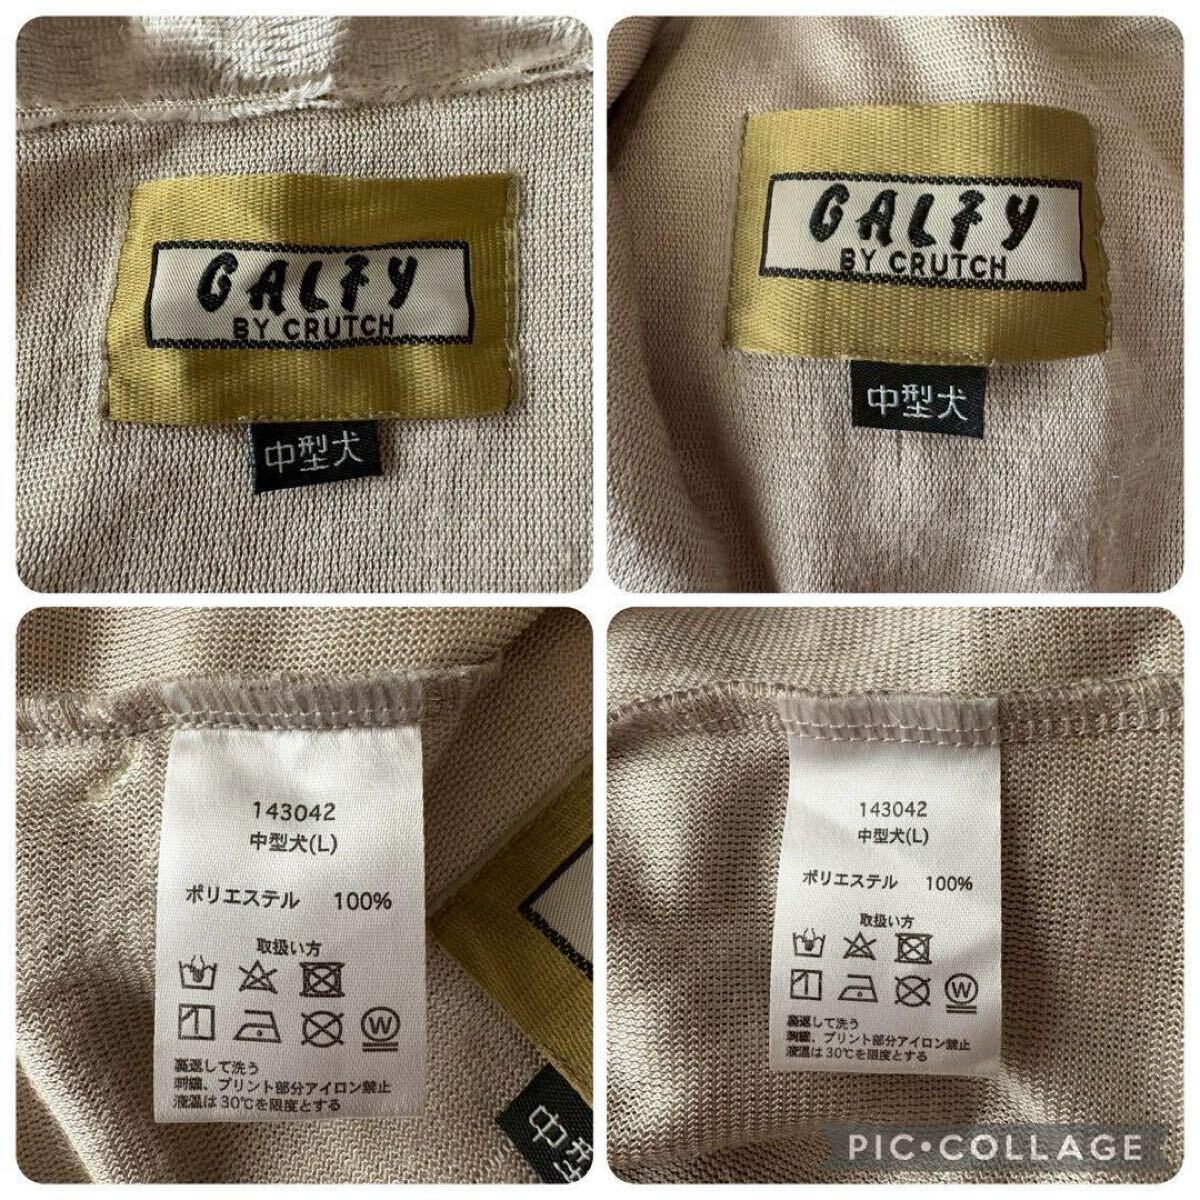 GALFY
BY CRUTCH
中型犬
GALFY
BY CRUTCH
中型犬
143042
中型犬(L)
ポリエステル 100%
取扱い方
W
裏返して洗う
刺繍、プリント部分アイロン禁止
液温は30℃を限度とする
中型
143042
中型犬(L)
ポリエステル 100%
取扱い方
W
裏返して洗う
刺繍、プリント部分アイロン禁止
液温は30℃を限度とする
PIC•COLLAGE